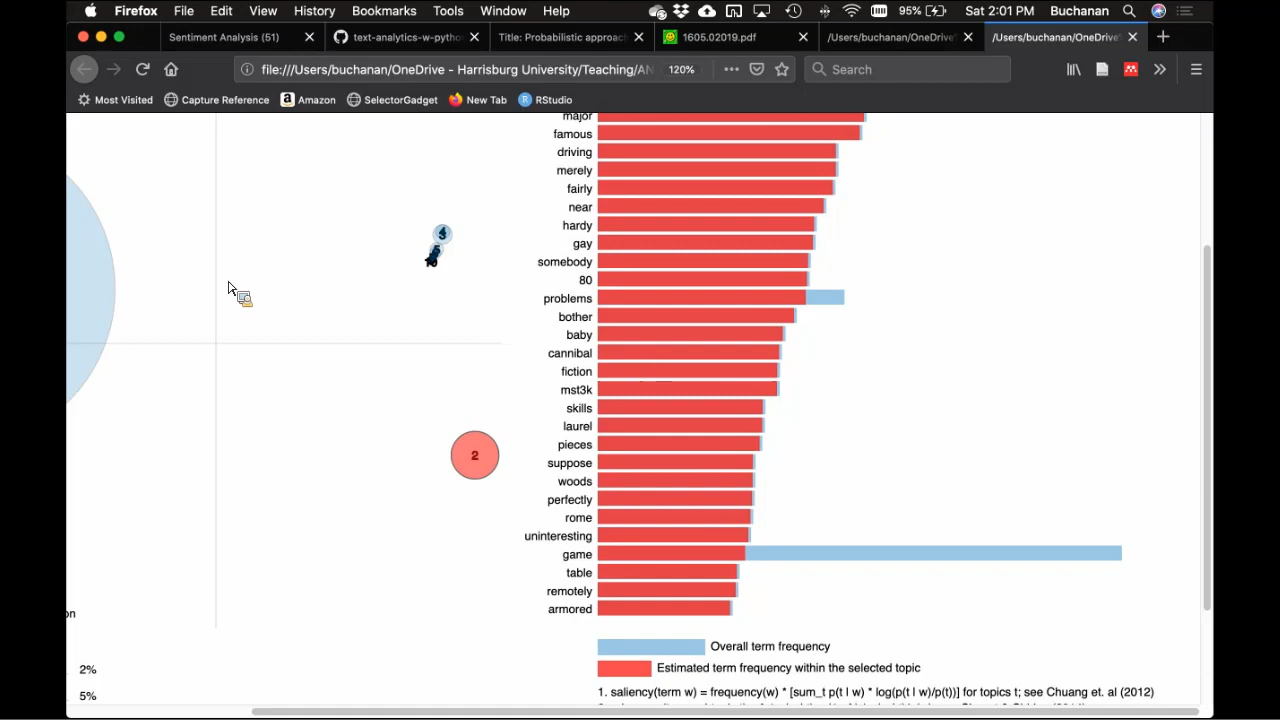 Firefox File Edit View History Bookmarks Tools Window Help 95% Sat 2:01 PM Buchanan
Sentiment Analysis (51) text-analytics-w-python- Title: Probabilistic approach 1605.02019.pdf /Users/buchanan/OneDrive /Users/buchanan/OneDrive
file:///Users/buchanan/OneDrive - Harrisburg University/Teaching/AN 120% Search
Most Visited Capture Reference Amazon SelectorGadget New Tab RStudio
major
famous
driving
merely
fairly
near
hardy
gay
somebody
80
problems
bother
baby
cannibal
fiction
mst3k
skills
laurel
pieces
suppose
woods
perfectly
rome
uninteresting
game
table
remotely
armored
2
on
2%
5%
Overall term frequency
Estimated term frequency within the selected topic
1. saliency(term w) = frequency(w) * [sum_t p(t | w) * log(p(t | w)/p(t))] for topics t; see Chuang et. al (2012)